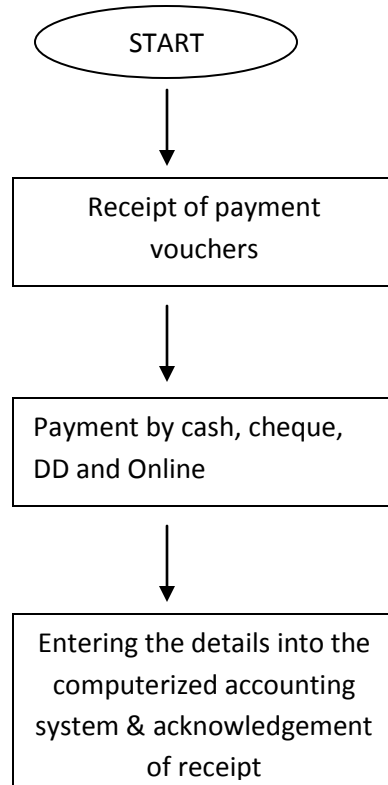 START
Receipt of payment
vouchers
Payment by cash, cheque,
DD and Online
Entering the details into the
computerized accounting
system & acknowledgement
of receipt